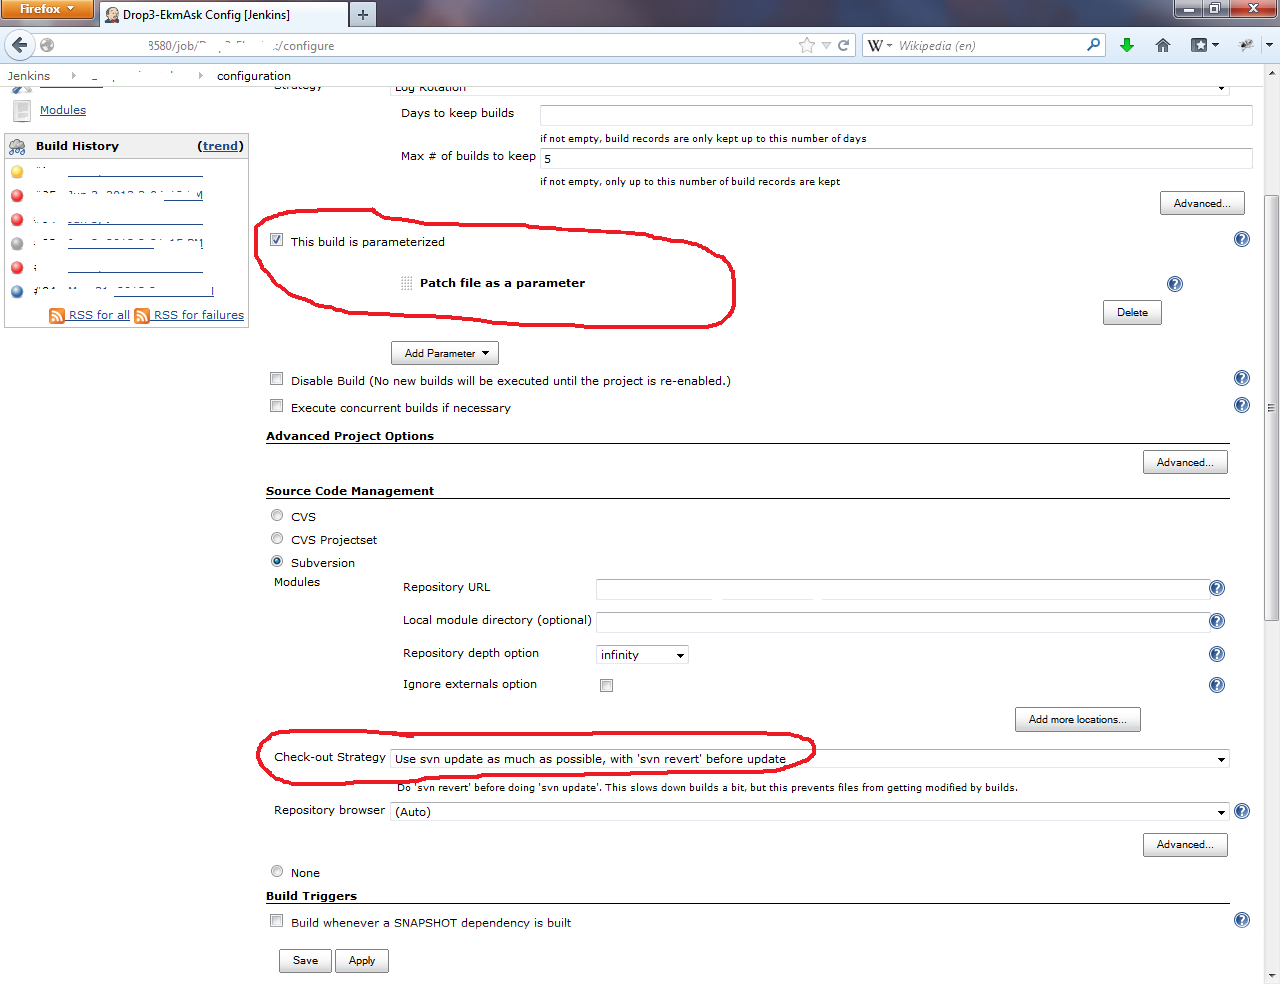 Firefox
Drop3-EkmAsk Config [Jenkins]
8580/job/ /configure
W Wikipedia (en)
Jenkins
configuration
Strategy Log Rotation
Modules
Days to keep builds
if not empty, build records are only kept up to this number of days
Build History (trend)
Max # of builds to keep 5
if not empty, only up to this number of build records are kept
Advanced...
This build is parameterized
Patch file as a parameter
Delete
RSS for all RSS for failures
Add Parameter
Disable Build (No new builds will be executed until the project is re-enabled.)
Execute concurrent builds if necessary
Advanced Project Options
Advanced...
Source Code Management
CVS
CVS Projectset
Subversion
Modules
Repository URL
Local module directory (optional)
Repository depth option infinity
Ignore externals option
Add more locations...
Check-out Strategy Use svn update as much as possible, with 'svn revert' before update
Do 'svn revert' before doing 'svn update'. This slows down builds a bit, but this prevents files from getting modified by builds.
Repository browser (Auto)
Advanced...
None
Build Triggers
Build whenever a SNAPSHOT dependency is built
Save Apply